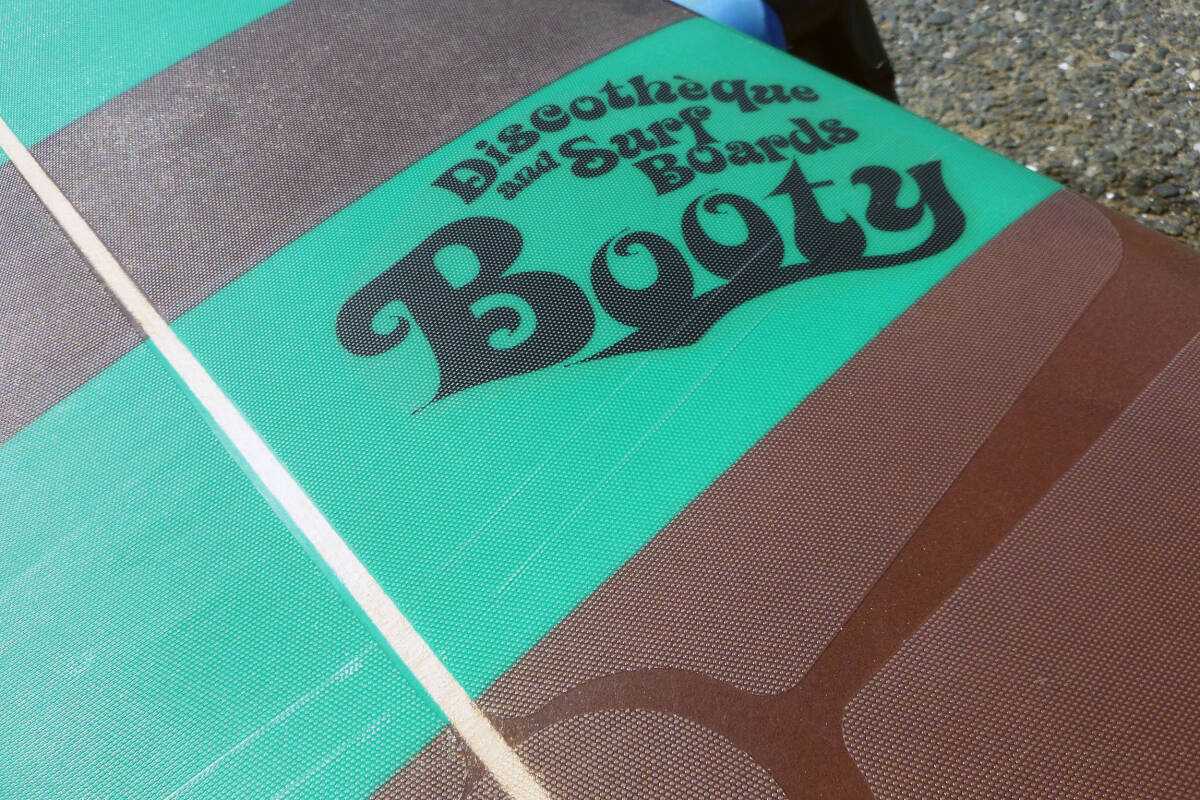 Discothèque
and Surf
Boards
Booty